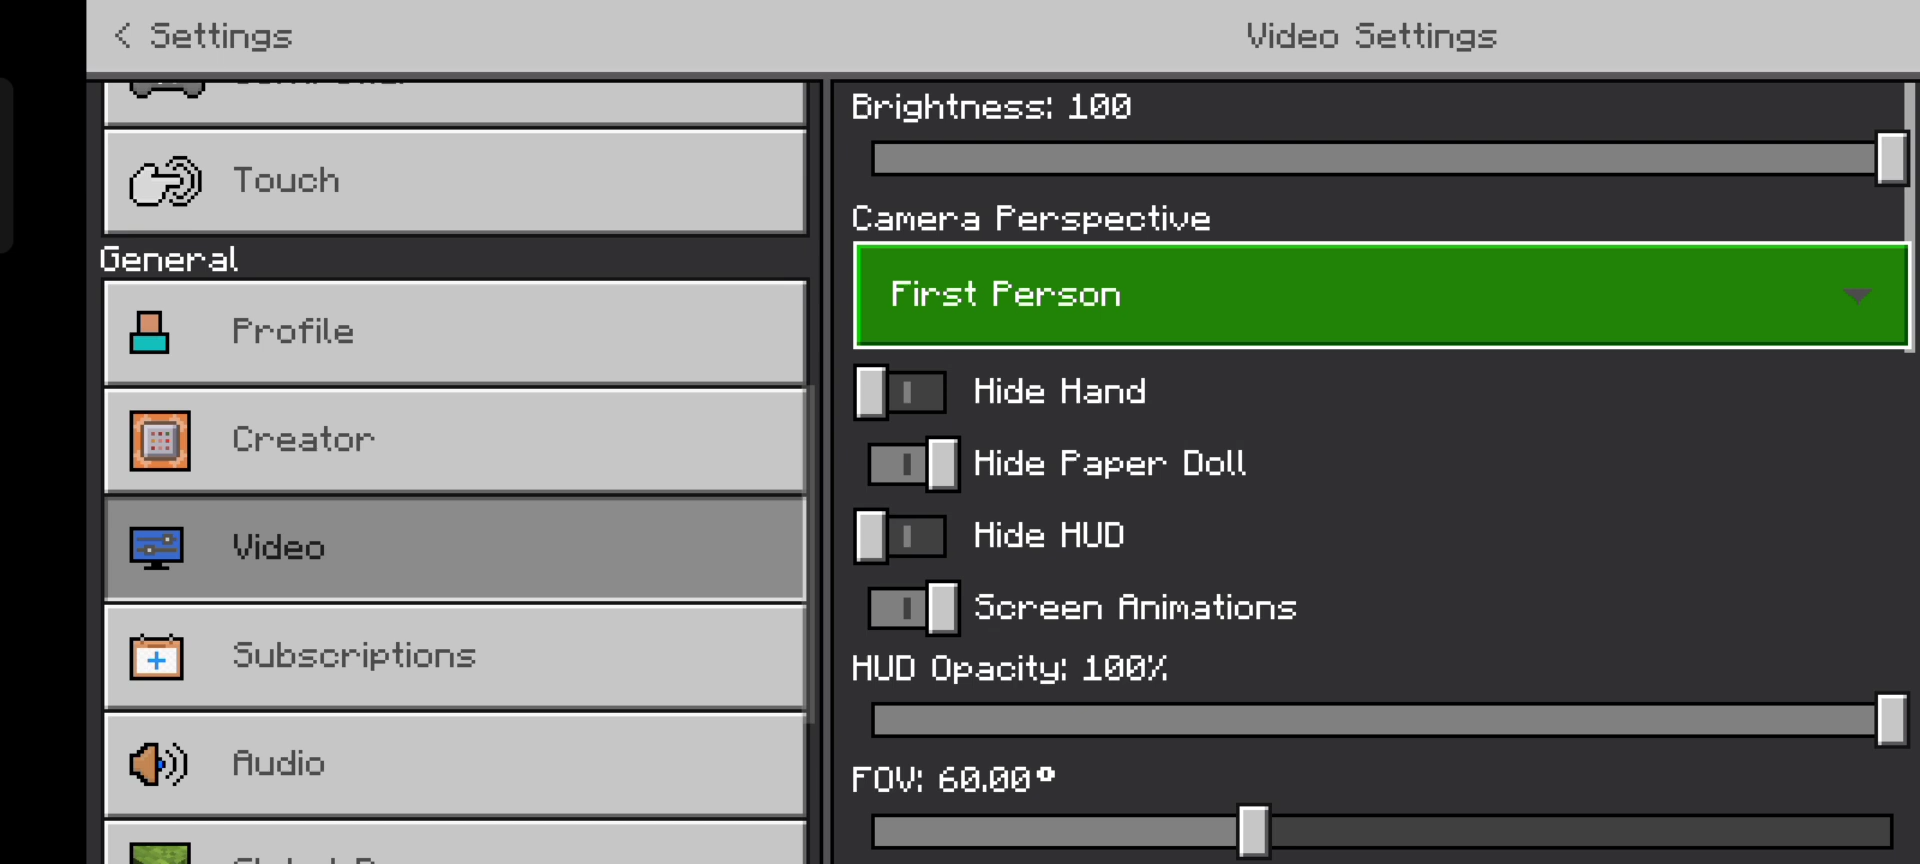 Settings
Video Settings
Touch
General
Profile
Creator
Video
Subscriptions
Audio
Brightness: 100
Camera Perspective
First Person
Hide Hand
Hide Paper Doll
Hide HUD
Screen Animations
HUD Opacity: 100%
FOV: 60.00°